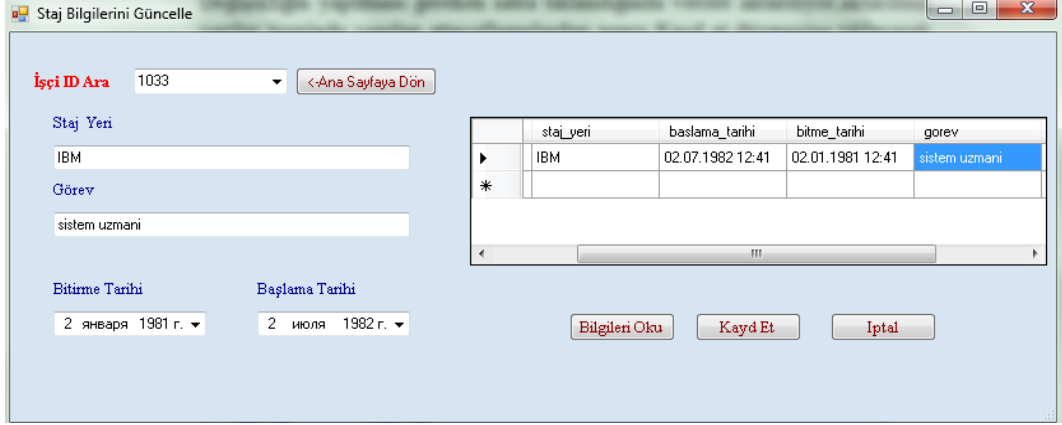 Staj Bilgilerini Güncelle
İşçi ID Ara 1033 <-Ana Sayfaya Dön
Staj Yeri
IBM
Görev
sistem uzmani
staj_yeri baslama_tarihi bitme_tarihi gorev
IBM 02.07.1982 12:41 02.01.1981 12:41 sistem uzmani
Bitirme Tarihi Başlama Tarihi
2 января 1981 г. 2 июля 1982 г.
Bilgileri Oku Kayd Et Iptal